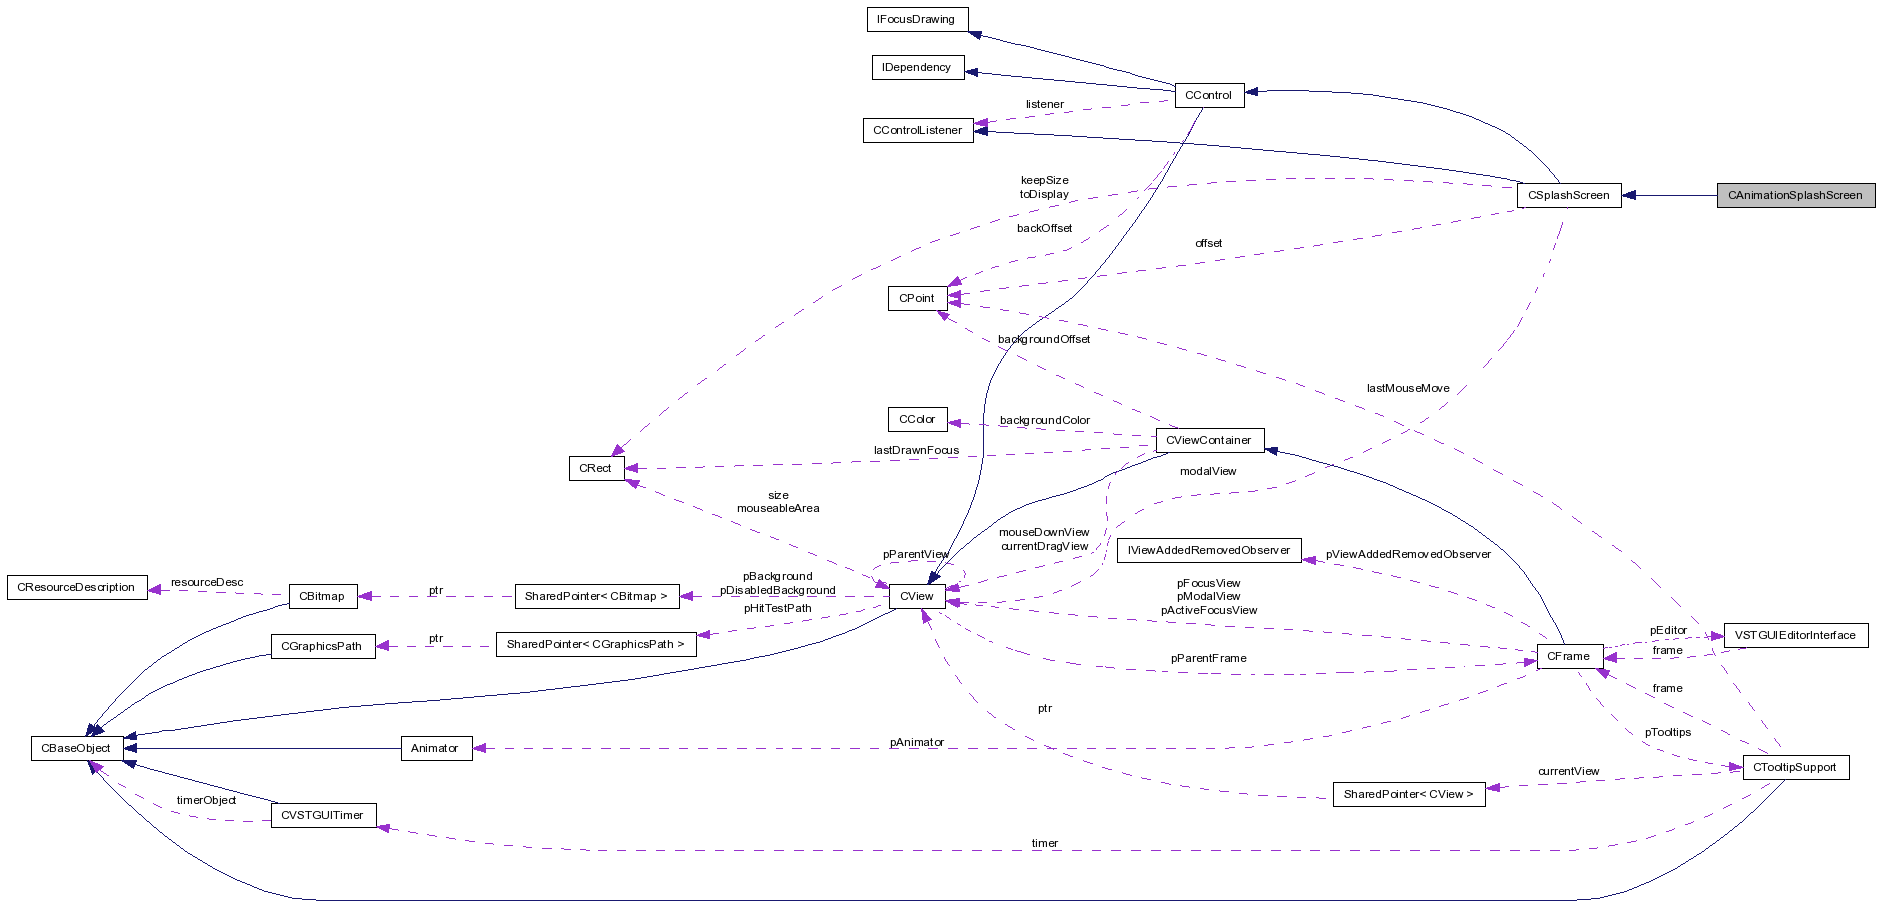 IFocusDrawing
IDependency
CControl
listener
CControlListener
keepSize
toDisplay
CSplashScreen
CAnimationSplashScreen
backOffset
offset
CPoint
backgroundOffset
lastMouseMove
CColor
backgroundColor
CViewContainer
lastDrawnFocus
CRect
modalView
size
mouseableArea
mouseDownView
currentDragView
IViewAddedRemovedObserver
pViewAddedRemovedObserver
pParentView
CResourceDescription
resourceDesc
CBitmap
ptr
SharedPointer< CBitmap >
pBackground
pDisabledBackground
CView
pFocusView
pModalView
pActiveFocusView
pHitTestPath
CGraphicsPath
ptr
SharedPointer< CGraphicsPath >
pParentFrame
CFrame
pEditor
frame
VSTGUIEditorInterface
frame
ptr
pTooltips
CBaseObject
Animator
pAnimator
currentView
CTooltipSupport
SharedPointer< CView >
timerObject
CVSTGUITimer
timer